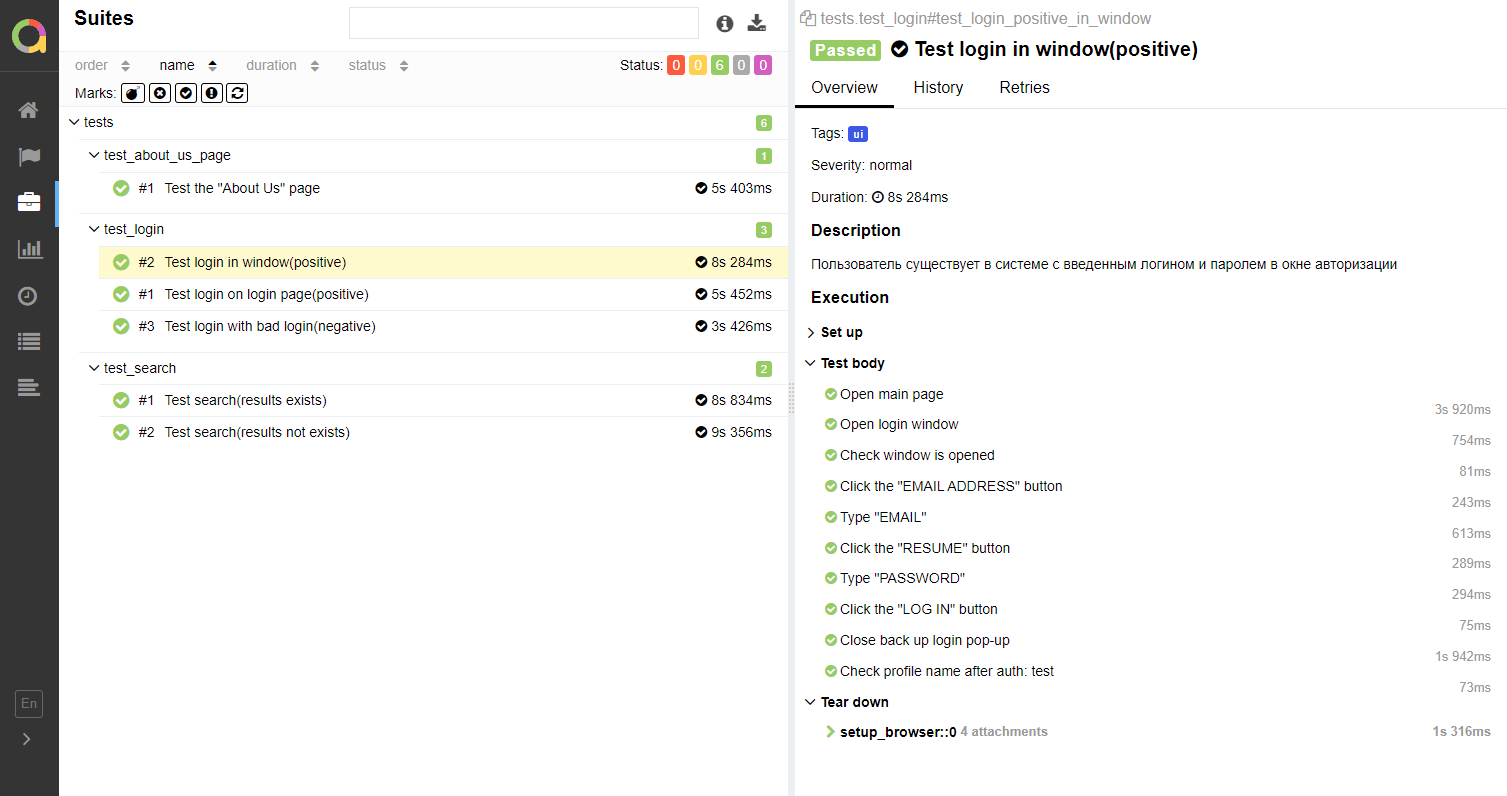 Suites
order name duration status Status: 0 0 6 0 0
Marks:
tests 6
test_about_us_page 1
#1 Test the "About Us" page 5s 403ms
test_login 3
#2 Test login in window(positive) 8s 284ms
#1 Test login on login page(positive) 5s 452ms
#3 Test login with bad login(negative) 3s 426ms
test_search 2
#1 Test search(results exists) 8s 834ms
#2 Test search(results not exists) 9s 356ms
En
tests.test_login#test_login_positive_in_window
Passed Test login in window(positive)
Overview History Retries
Tags: ui
Severity: normal
Duration: 8s 284ms
Description
Пользователь существует в системе с введенным логином и паролем в окне авторизации
Execution
Set up
Test body
Open main page
3s 920ms
Open login window
754ms
Check window is opened
81ms
Click the "EMAIL ADDRESS" button
243ms
Type "EMAIL"
613ms
Click the "RESUME" button
289ms
Type "PASSWORD"
294ms
Click the "LOG IN" button
75ms
Close back up login pop-up
1s 942ms
Check profile name after auth: test
73ms
Tear down
setup_browser::0 4 attachments 1s 316ms